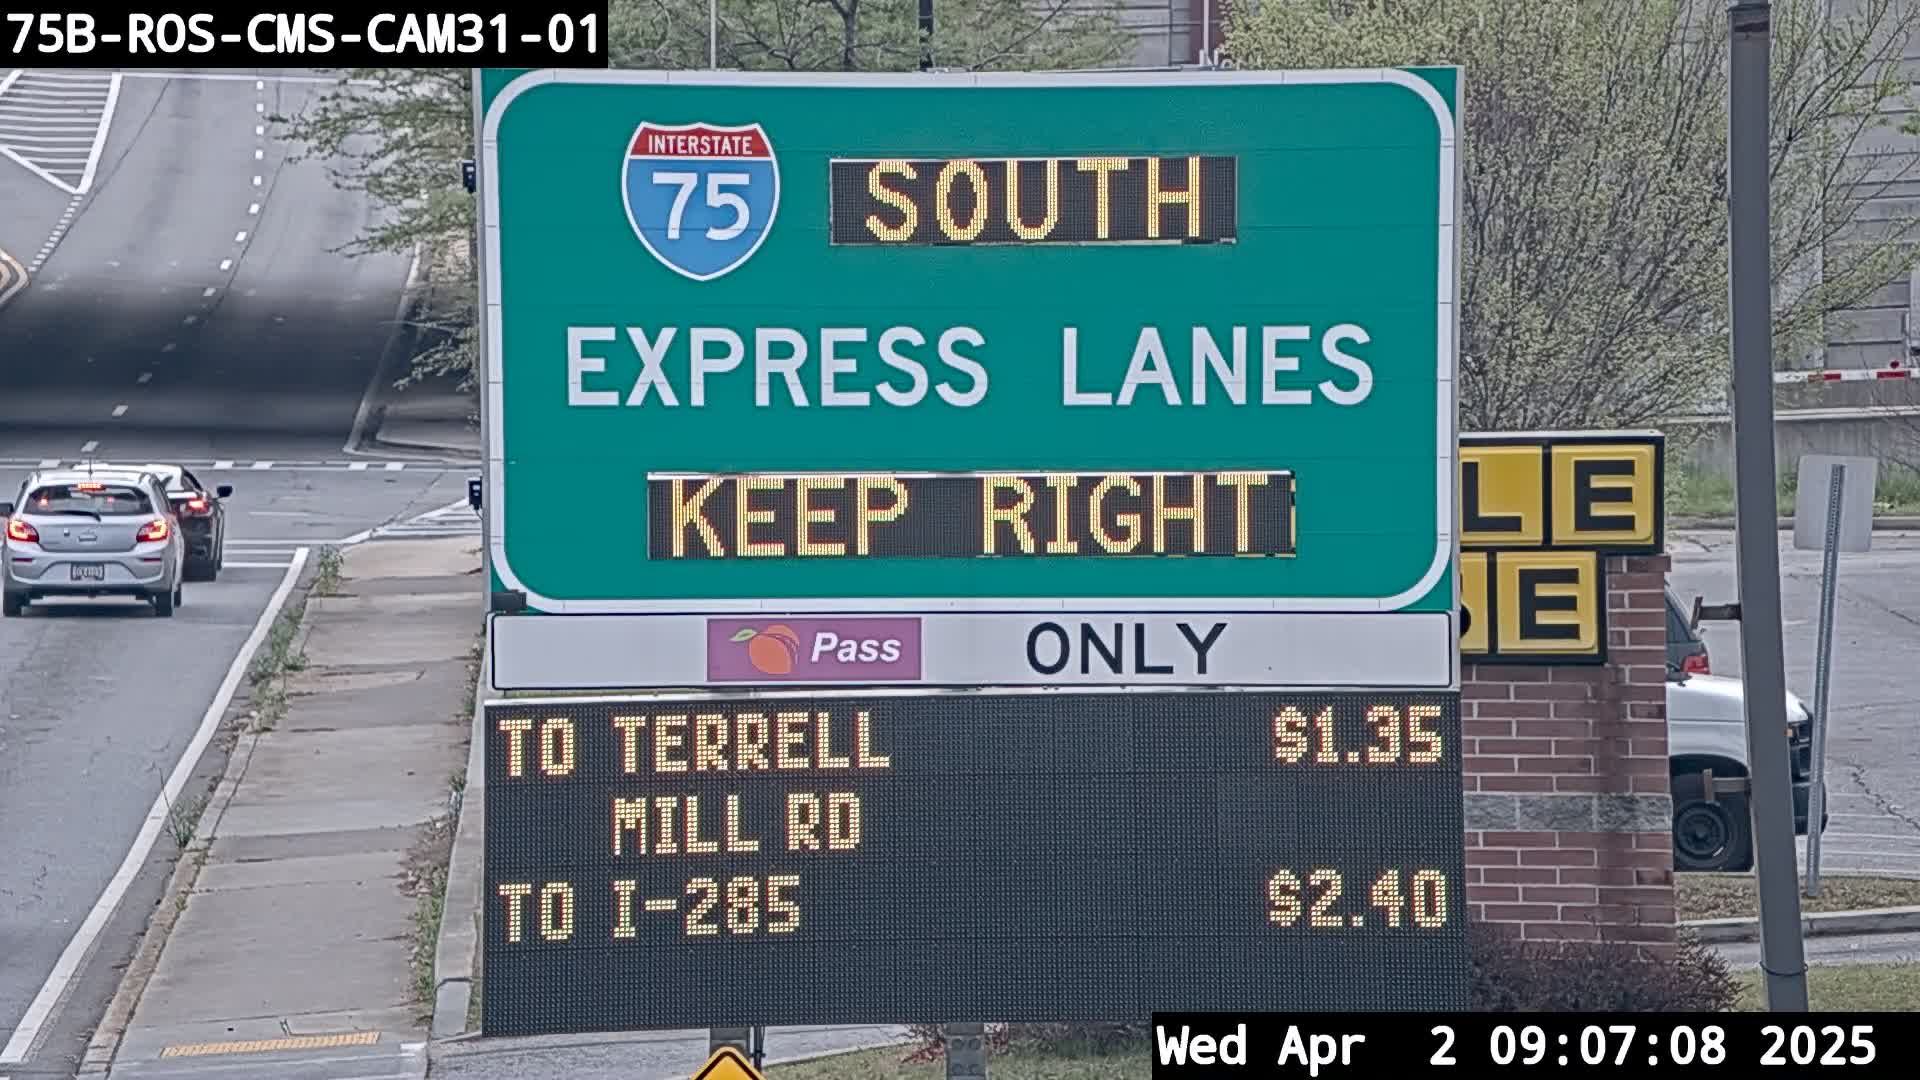 75B-ROS-CMS-CAM31-01
INTERSTATE
75
SOUTH
EXPRESS LANES
KEEP RIGHT
LE
E
Pass ONLY
TO TERRELL $1.35
MILL RD
TO I-285 $2.40
Wed Apr 2 09:07:08 2025